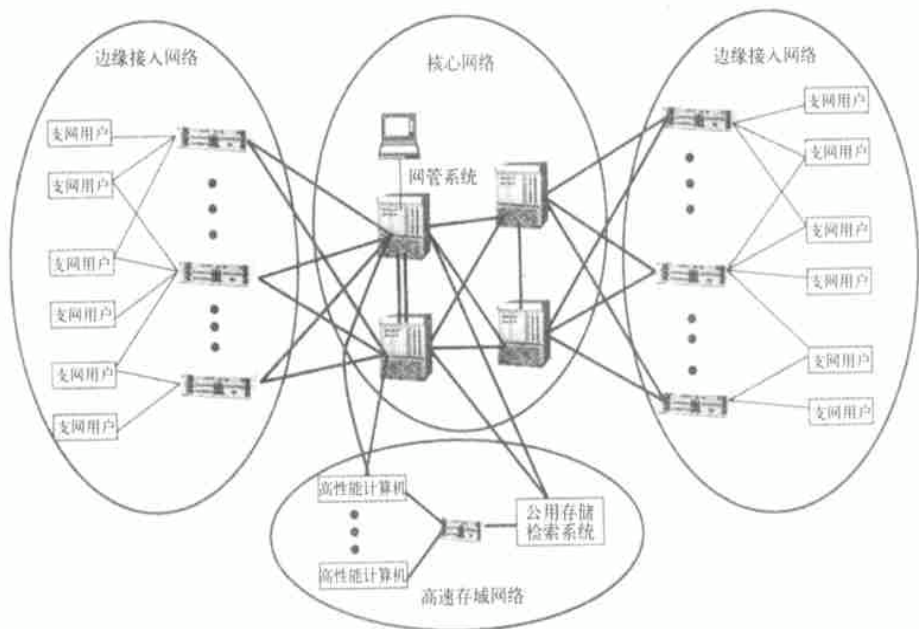 边缘接入网络
支网用户
支网用户
支网用户
支网用户
支网用户
支网用户
核心网络
网管系统
边缘接入网络
支网用户
支网用户
支网用户
支网用户
支网用户
支网用户
高性能计算机
高性能计算机
公用存储
检索系统
高速存域网络